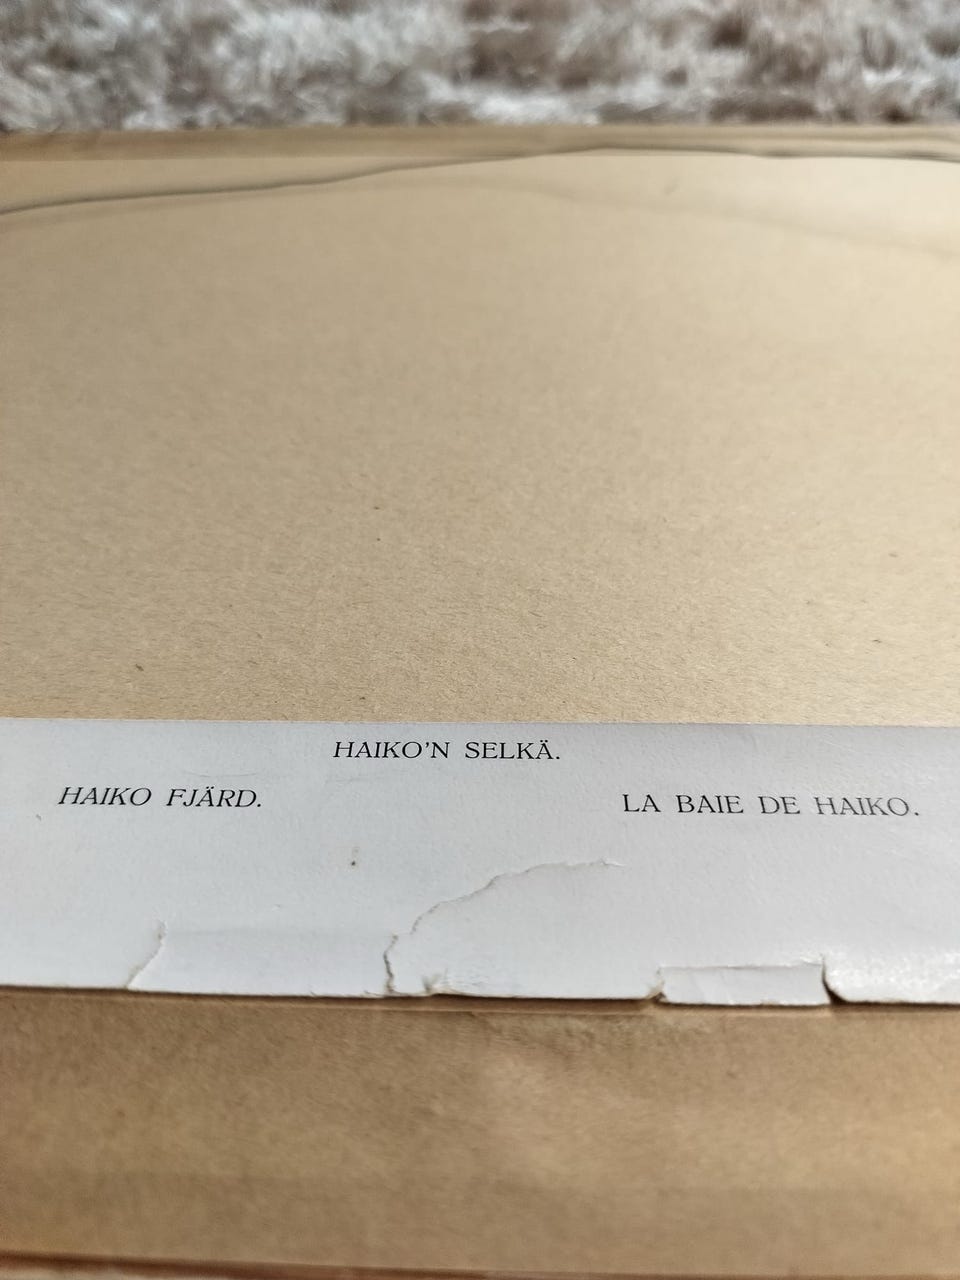 HAIKO'N SELKÄ.
HAIKO FJÄRD.
LA BAIE DE HAIKO.